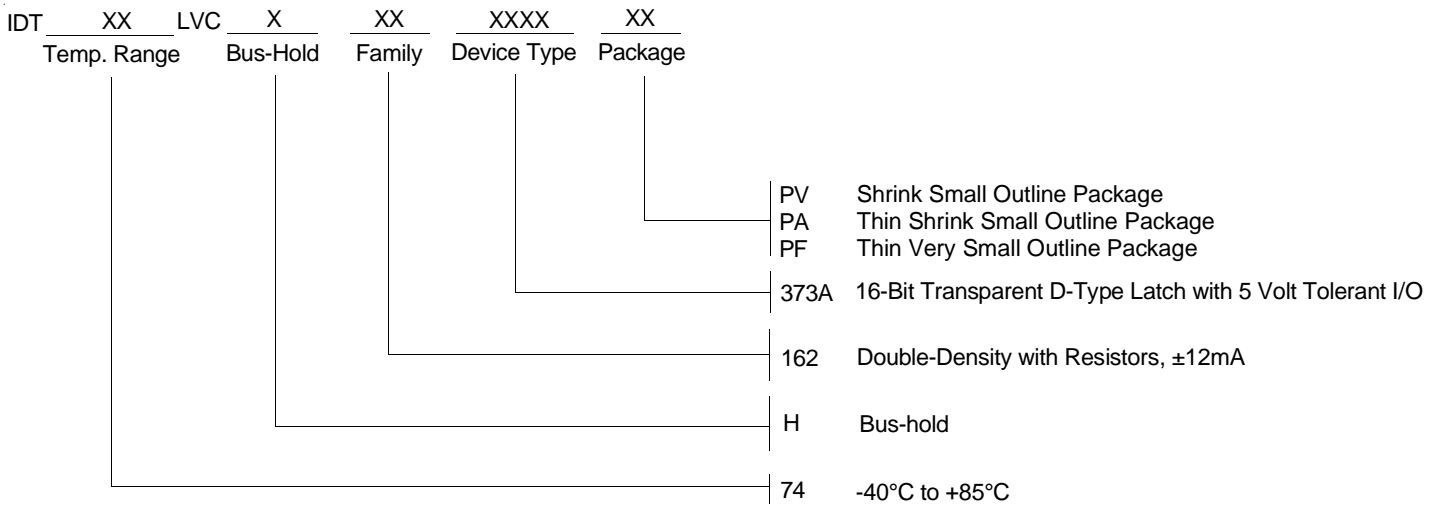 IDT XX LVC X XX XXXX XX
Temp. Range Bus-Hold Family Device Type Package
PV Shrink Small Outline Package
PA Thin Shrink Small Outline Package
PF Thin Very Small Outline Package
373A 16-Bit Transparent D-Type Latch with 5 Volt Tolerant I/O
162 Double-Density with Resistors, ±12mA
H Bus-hold
74 -40°C to +85°C